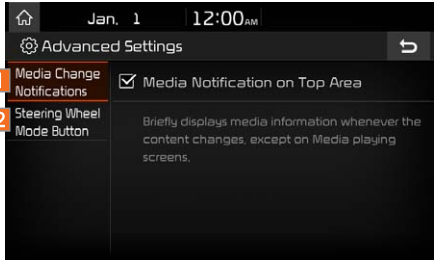 Jan. 1 12:00AM
Advanced Settings
Media Change
Notifications
Media Notification on Top Area
2
Steering Wheel
Mode Button
Briefly displays media information whenever the
content changes, except on Media playing
screens.